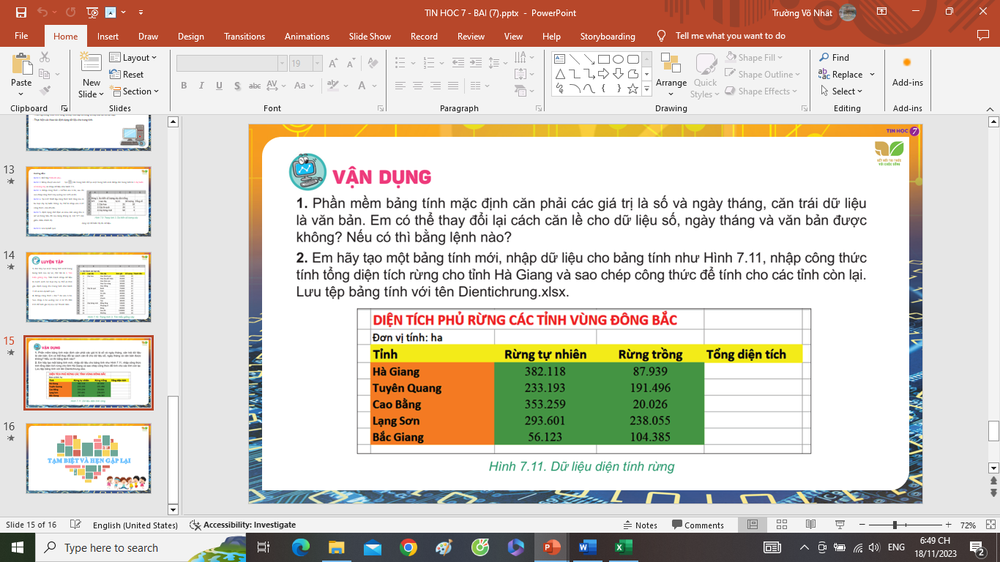 TIN HOC 7 - BAI (7).pptx - PowerPoint
Trường Võ Nhât
File Home Insert Draw Design Transitions Animations Slide Show Record Review View Help Storyboarding Tell me what you want to do
Paste
Clipboard
New Slide
Layout
Reset
Section
Slides
19
B I U S abc AV Aa A
Font
Paragraph
Arrange
Quick Styles
Shape Fill
Shape Outline
Shape Effects
Drawing
Find
Replace
Select
Editing
Add-ins
Add-ins
13
14
LUYỆN TẬP
15
VẬN DỤNG
16
TẠM BIỆT VÀ HẸN GẶP LẠI
TIN HỌC 7
KẾT NỐI TRI THỨC
VỚI CUỘC SỐNG
VẬN DỤNG
1. Phần mềm bảng tính mặc định căn phải các giá trị là số và ngày tháng, căn trái dữ liệu
là văn bản. Em có thể thay đổi lại cách căn lề cho dữ liệu số, ngày tháng và văn bản được
không? Nếu có thì bằng lệnh nào?
2. Em hãy tạo một bảng tính mới, nhập dữ liệu cho bảng tính như Hình 7.11, nhập công thức
tính tổng diện tích rừng cho tỉnh Hà Giang và sao chép công thức để tính cho các tỉnh còn lại.
Lưu tệp bảng tính với tên Dientichrung.xlsx.
DIỆN TÍCH PHỦ RỪNG CÁC TỈNH VÙNG ĐÔNG BẮC
Đơn vị tính: ha
Tỉnh Rừng tự nhiên Rừng trồng Tổng diện tích
Hà Giang 382.118 87.939
Tuyên Quang 233.193 191.496
Cao Bằng 353.259 20.026
Lạng Sơn 293.601 238.055
Bắc Giang 56.123 104.385
Hình 7.11. Dữ liệu diện tính rừng
Slide 15 of 16 English (United States) Accessibility: Investigate Notes Comments 72%
Type here to search
ENG
6:49 CH
18/11/2023
2